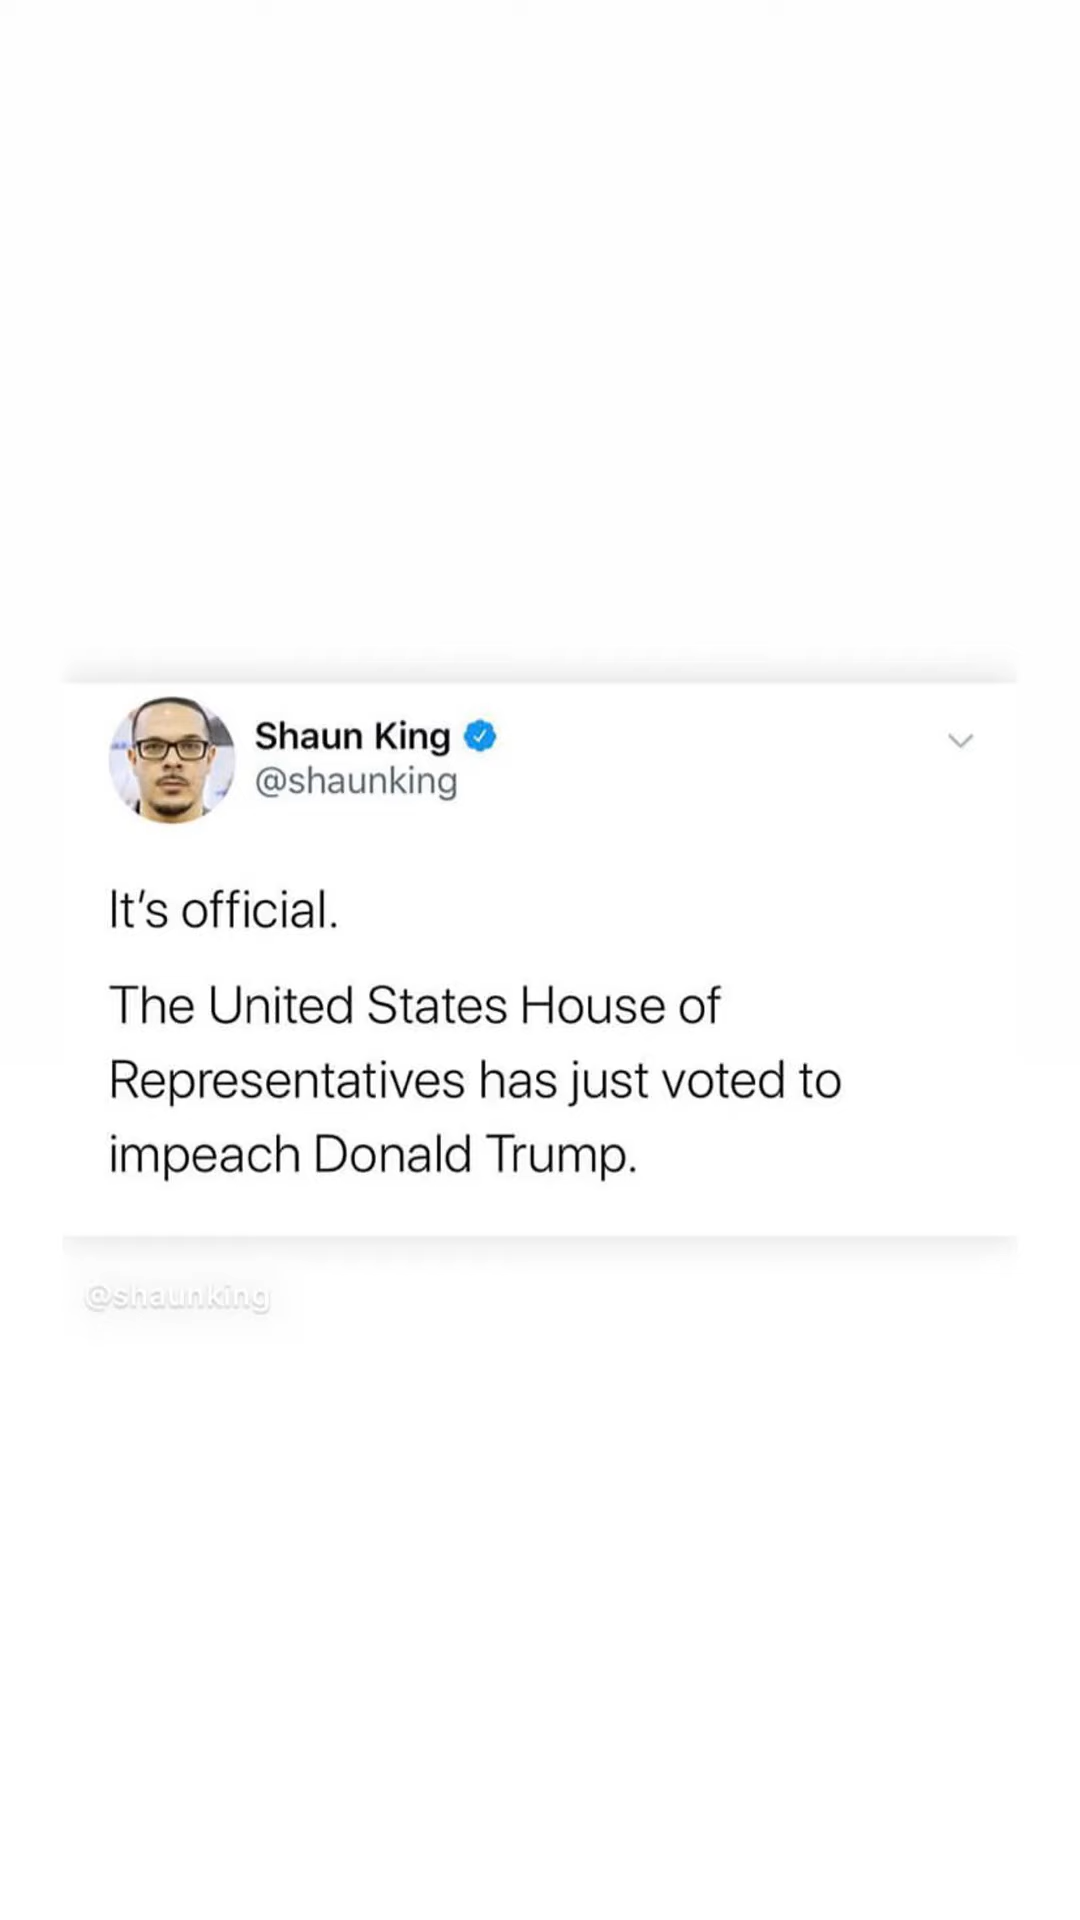 Shaun King
@shaunking
It's official.
The United States House of
Representatives has just voted to
impeach Donald Trump.
@shaunking